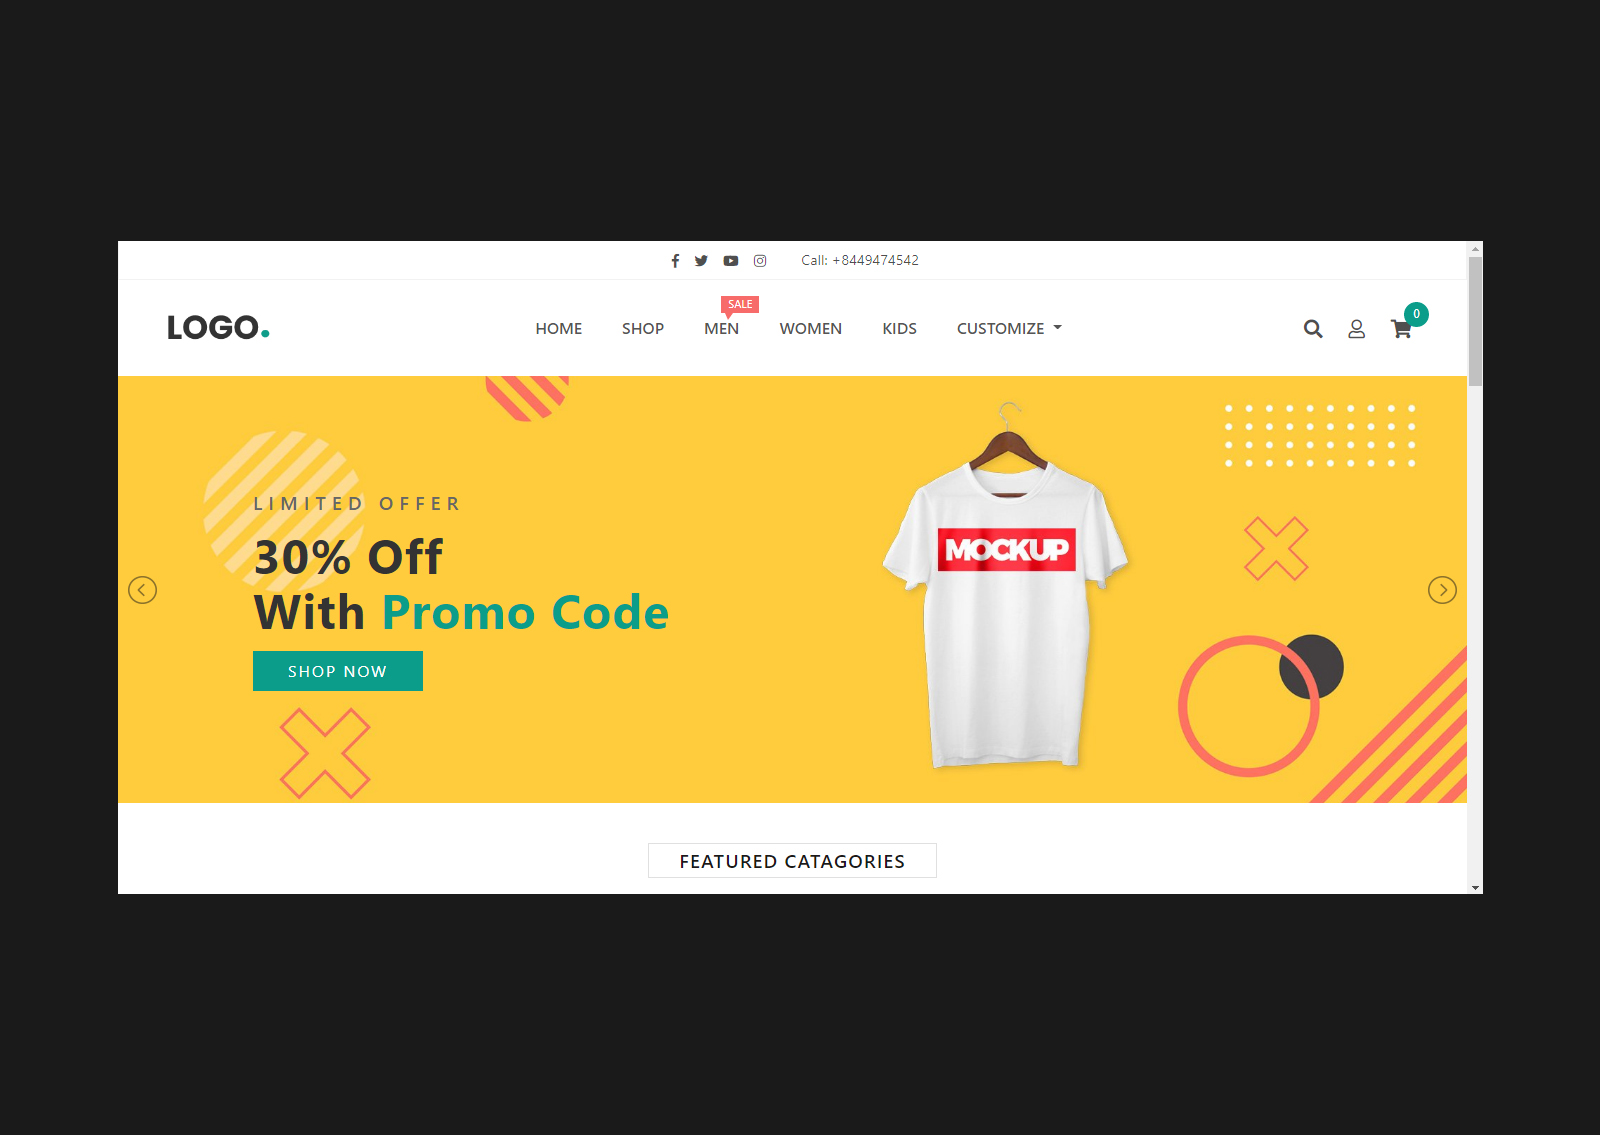 Call: +8449474542
LOGO.
SALE
HOME SHOP MEN WOMEN KIDS CUSTOMIZE
0
LIMITED OFFER
30% Off
With Promo Code
SHOP NOW
MOCKUP
FEATURED CATAGORIES